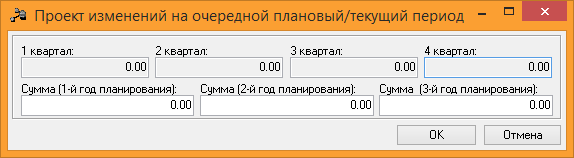 Проект изменений на очередной плановый/текущий период
1 квартал: 2 квартал: 3 квартал: 4 квартал:
0.00 0.00 0.00 0.00
Сумма (1-й год планирования): Сумма (2-й год планирования): Сумма (3-й год планирования):
0.00 0.00 0.00
OK Отмена